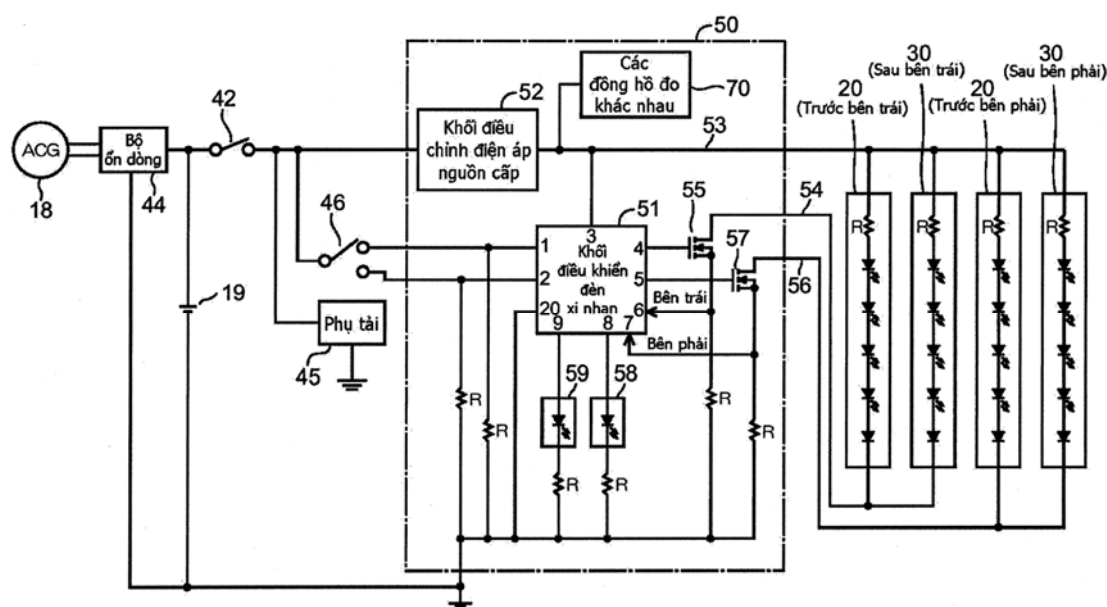 50
Các
đồng hồ đo
khác nhau
70
30
(Sau bên trái)
30
(Sau bên phải)
20
(Trước bên trái)
20
(Trước bên phải)
52
Khối điều
chỉnh điện áp
nguồn cấp
53
42
ACG
18
Bộ
ổn dòng
44
46
51
55
54
57
56
1
2
3
4
5
6
7
8
9
20
Khối
điều khiển
đèn
xi nhan
Bên trái
Bên phải
19
Phụ tải
45
59
58
R
R
R
R
R
R
R
R
R
R